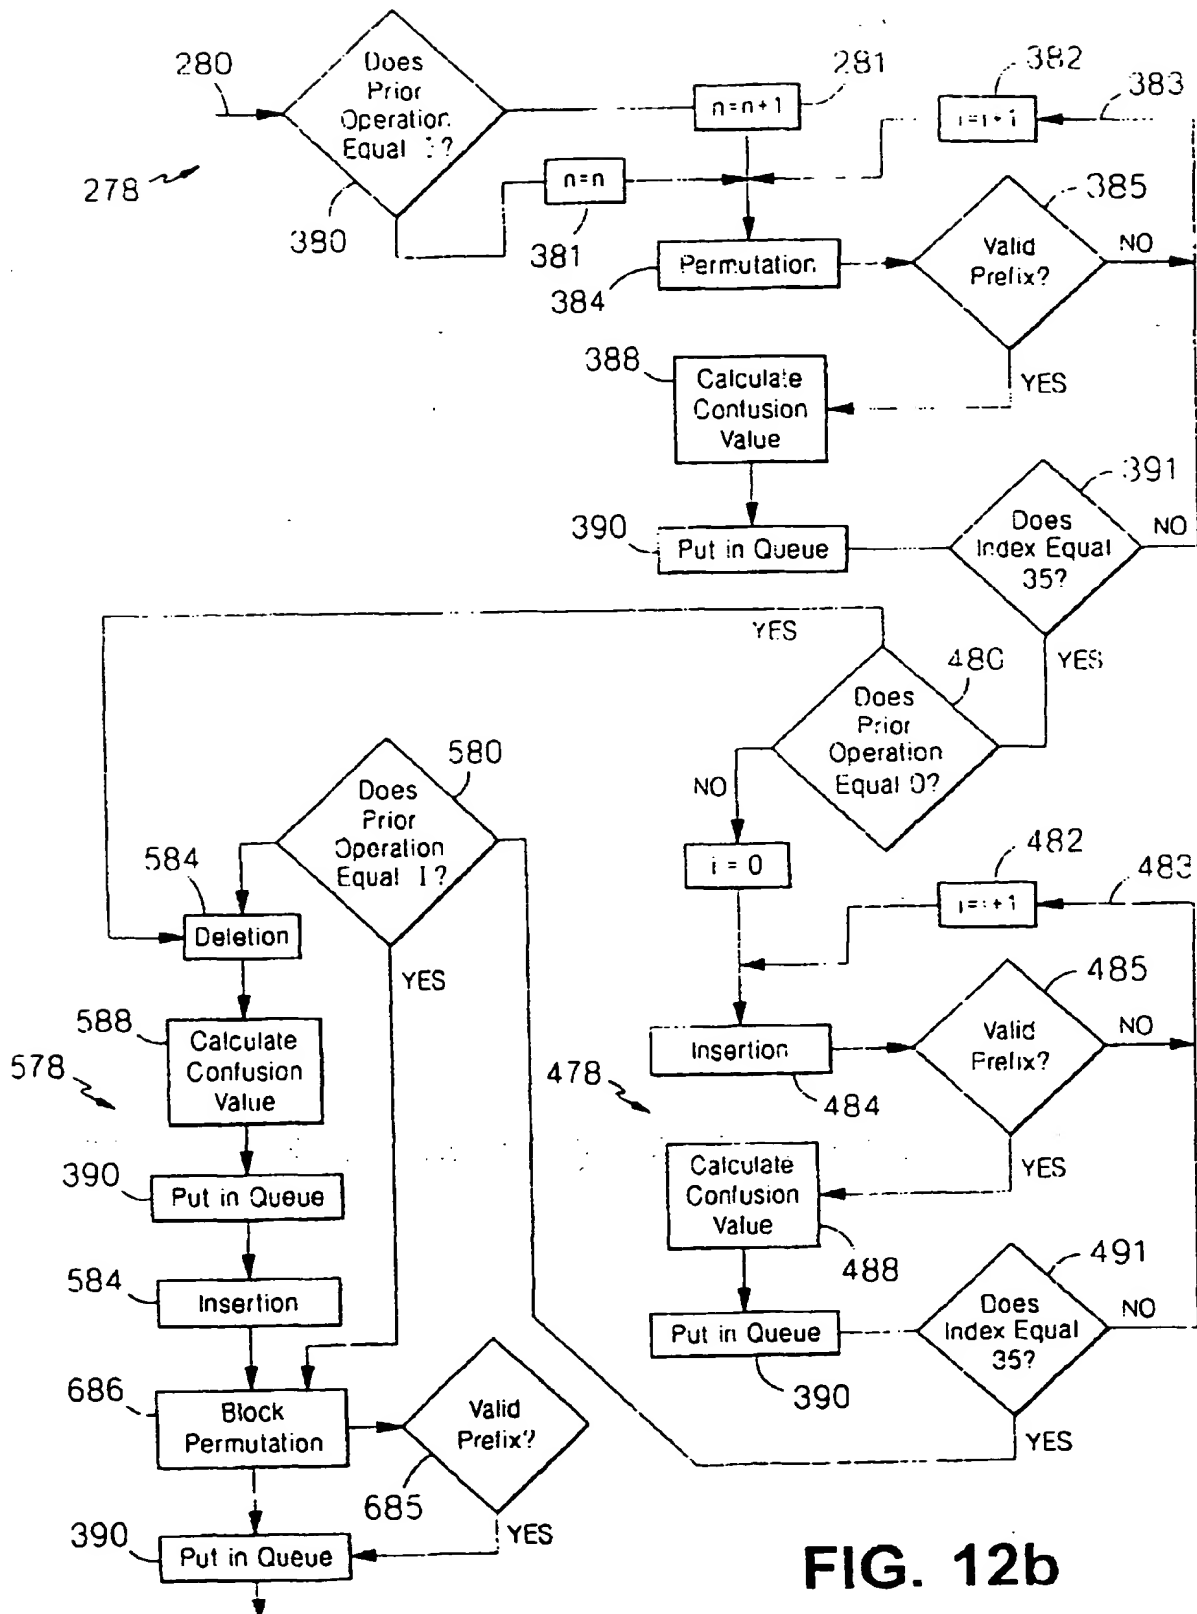 280
Does
Prior
Operation
Equal ?
278
380
n=n+1
281
n=n
381
382
i=i+1
383
Permutation
384
385
Valid
Prefix?
NO
YES
388
Calculate
Confusion
Value
390
Put in Queue
391
Does
Index Equal
35?
NO
YES
YES
480
Does
Prior
Operation
Equal 0?
NO
i = 0
580
Does
Prior
Operation
Equal I?
YES
584
Deletion
588
Calculate
Confusion
Value
578
390
Put in Queue
584
Insertion
686
Block
Permutation
Valid
Prefix?
685
YES
390
Put in Queue
482
i=i+1
483
Insertion
484
478
485
Valid
Prefix?
NO
YES
Calculate
Confusion
Value
488
Put in Queue
390
491
Does
Index Equal
35?
NO
YES
FIG. 12b